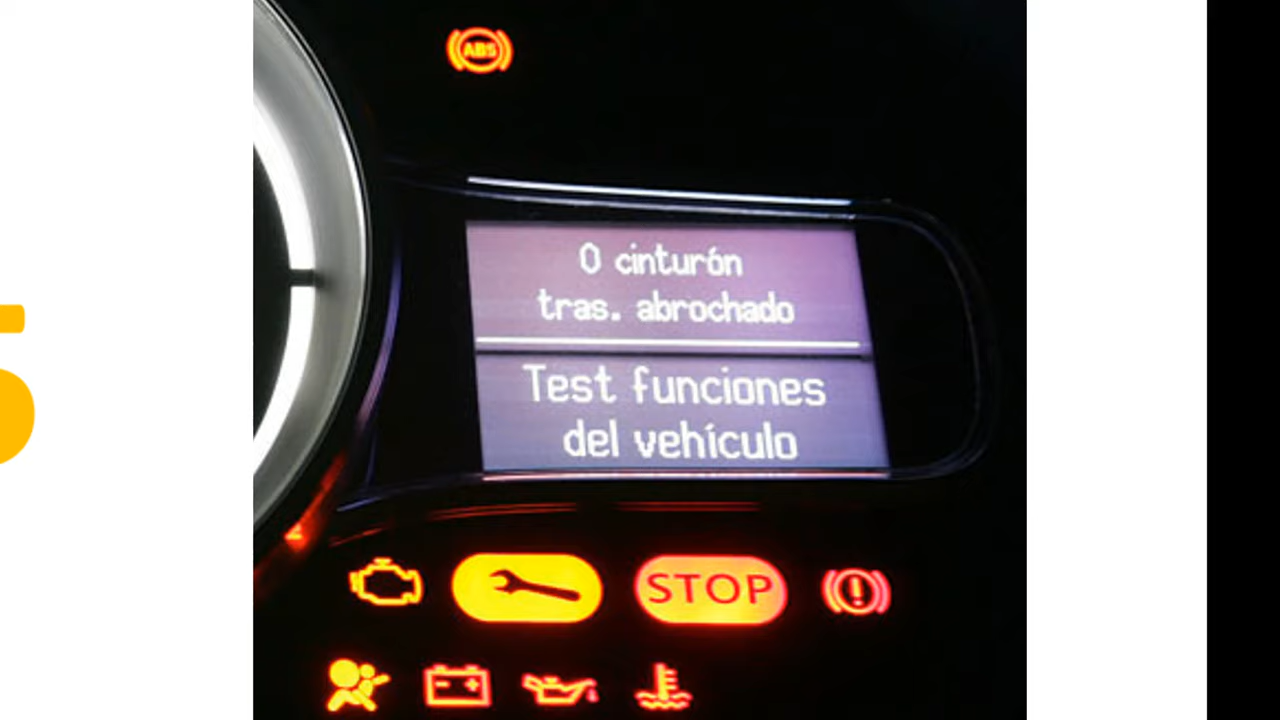 ABS
0 cinturón
tras. abrochado
Test funciones
del vehículo
STOP